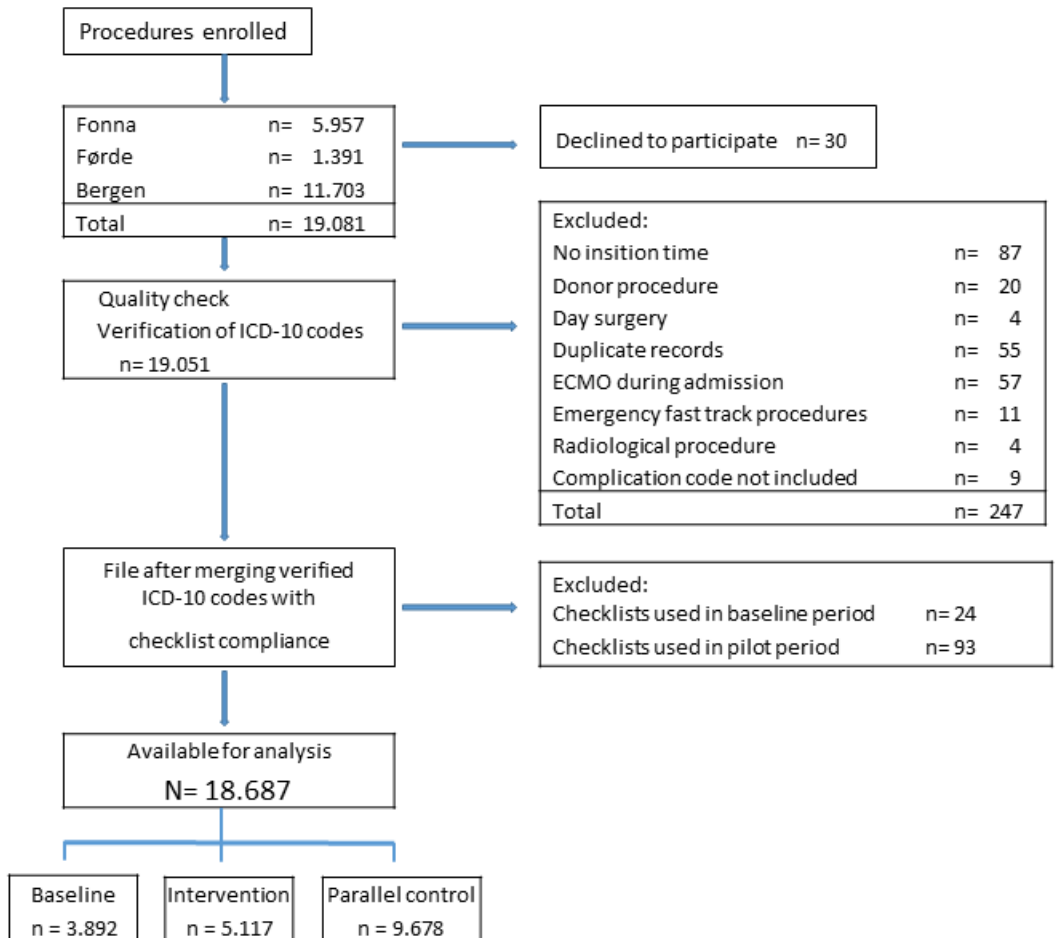 Procedures enrolled
Fonna n= 5.957
Førde n= 1.391
Bergen n= 11.703
Total n= 19.081
Declined to participate n= 30
Quality check
Verification of ICD-10 codes
n= 19.051
Excluded:
No insition time n= 87
Donor procedure n= 20
Day surgery n= 4
Duplicate records n= 55
ECMO during admission n= 57
Emergency fast track procedures n= 11
Radiological procedure n= 4
Complication code not included n= 9
Total n= 247
File after merging verified
ICD-10 codes with
checklist compliance
Excluded:
Checklists used in baseline period n= 24
Checklists used in pilot period n= 93
Available for analysis
N= 18.687
Baseline
n = 3.892
Intervention
n = 5.117
Parallel control
n = 9.678